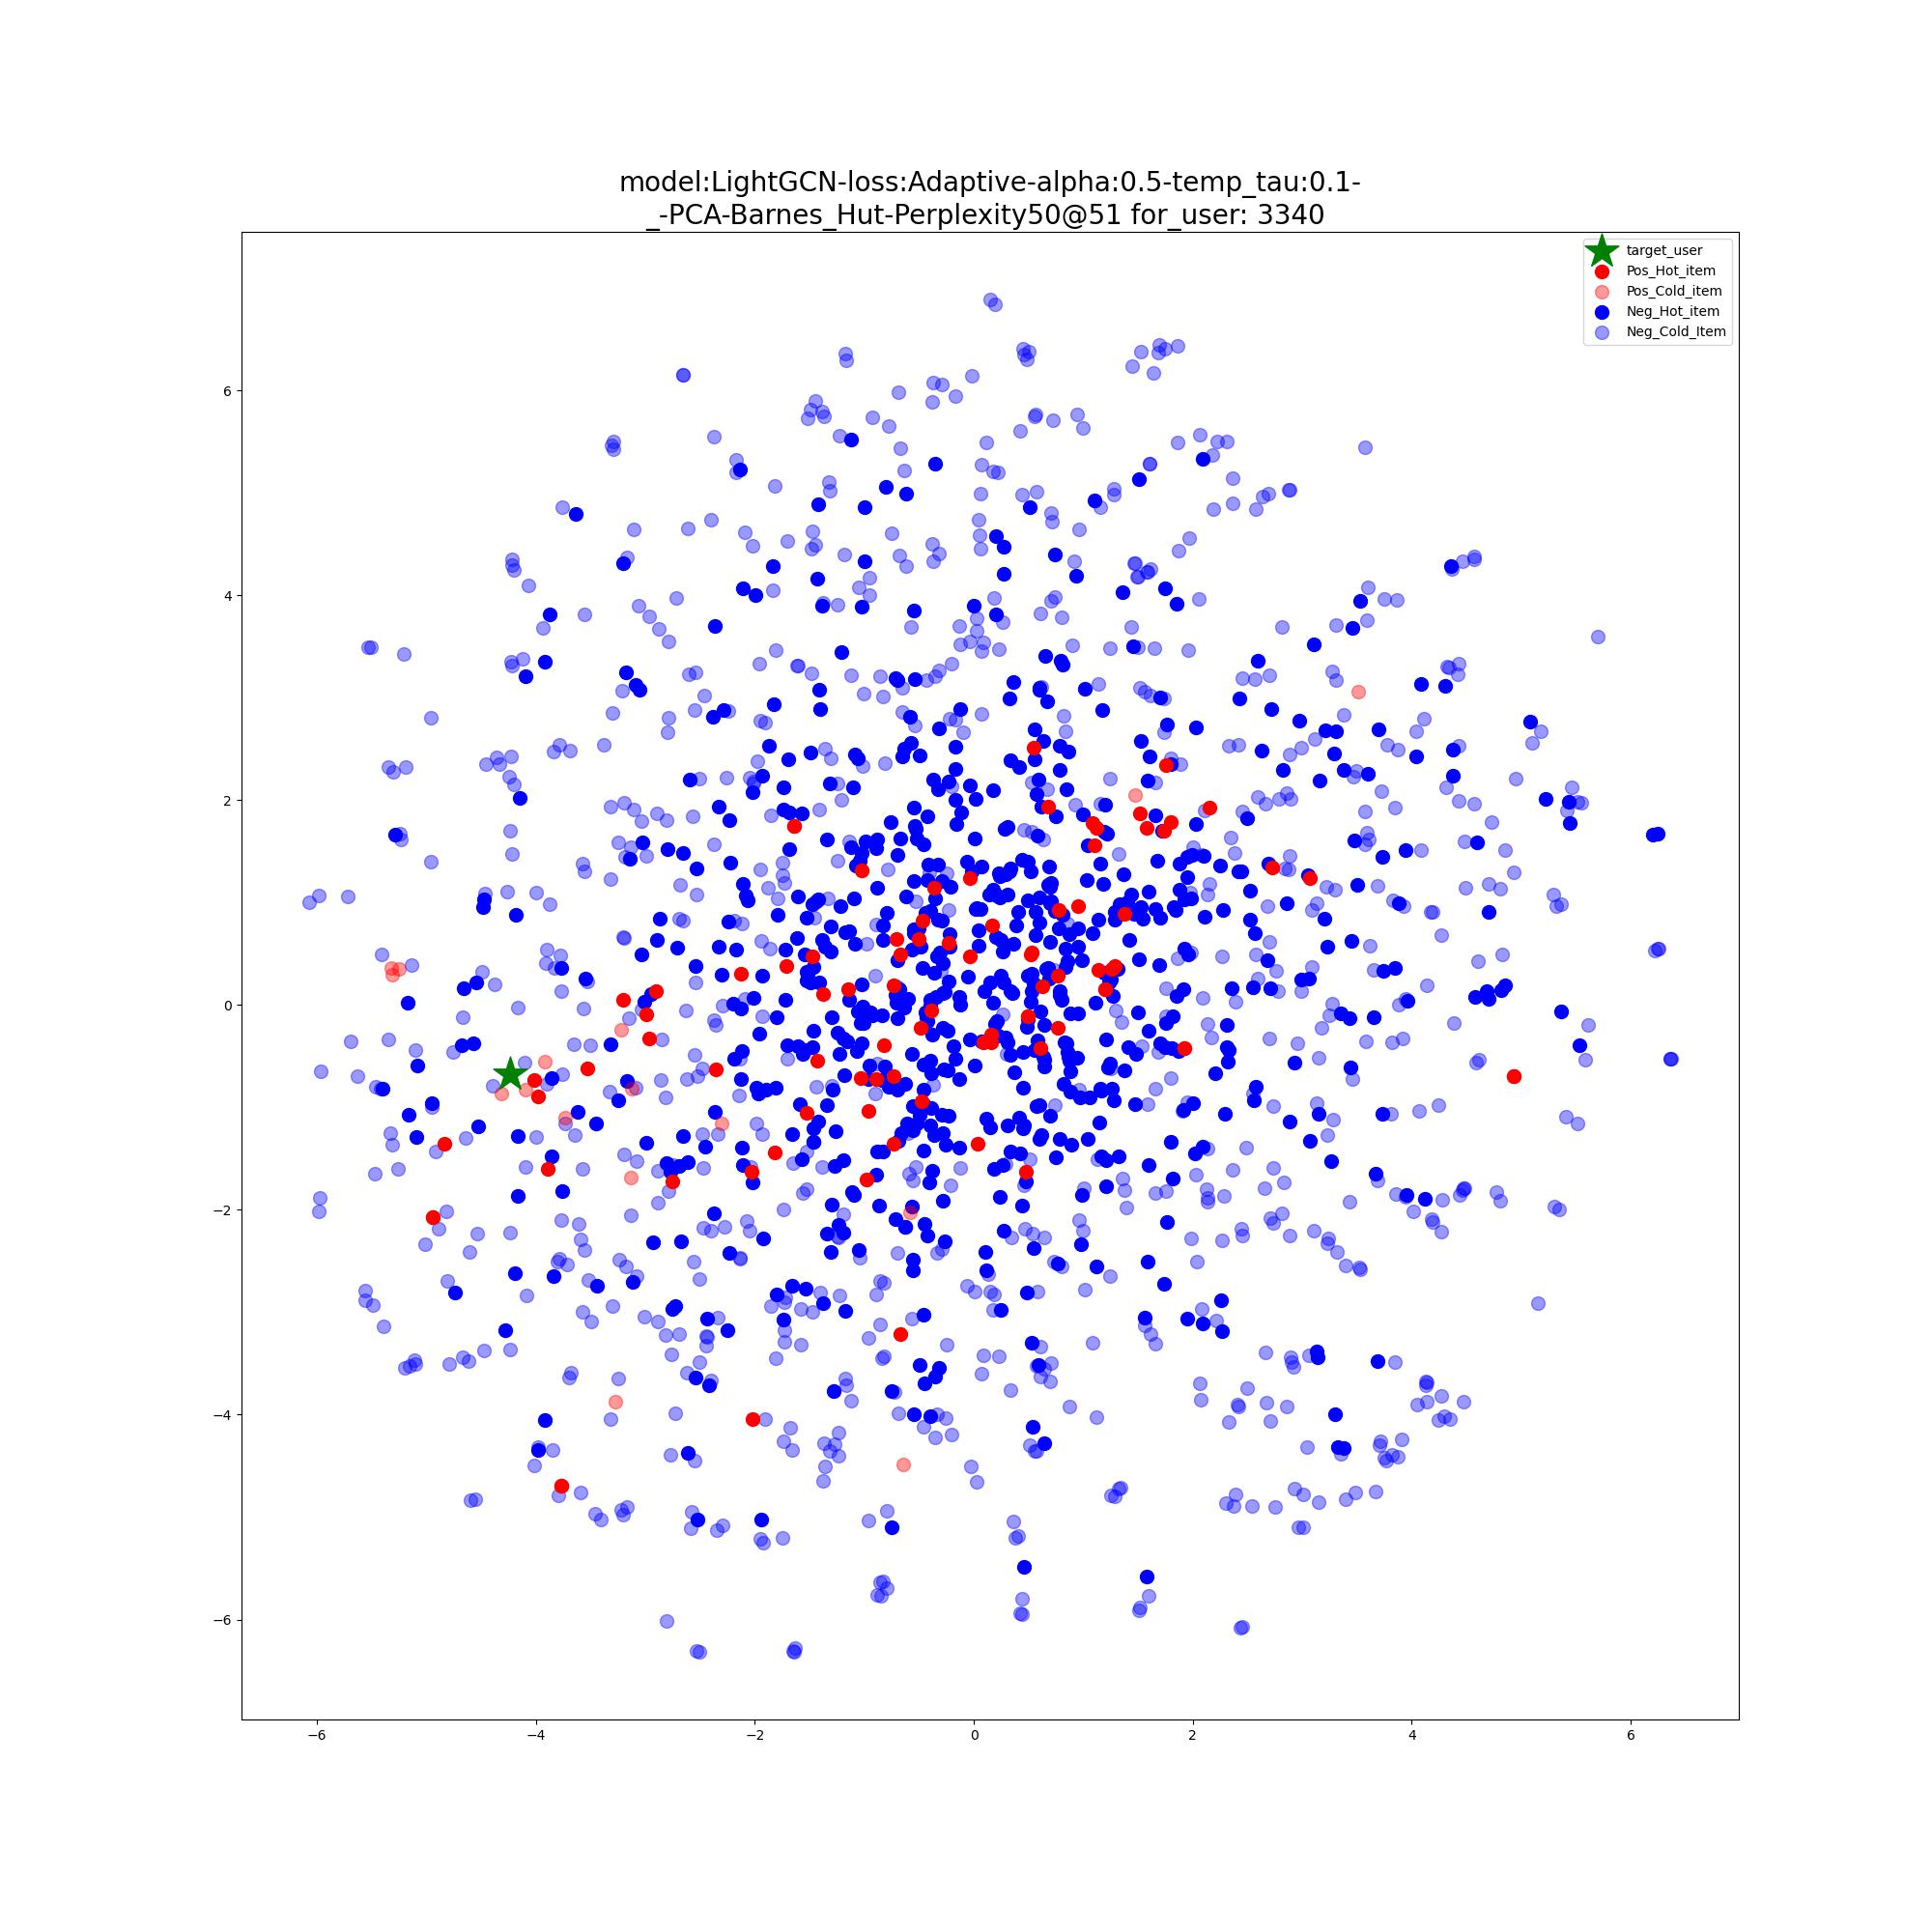 model:LightGCN-loss:Adaptive-alpha:0.5-temp_tau:0.1-
_-PCA-Barnes_Hut-Perplexity50@51 for_user: 3340
target_user
Pos_Hot_item
Pos_Cold_item
Neg_Hot_item
Neg_Cold_Item
6
4
2
0
−2
−4
−6
−6 −4 −2 0 2 4 6